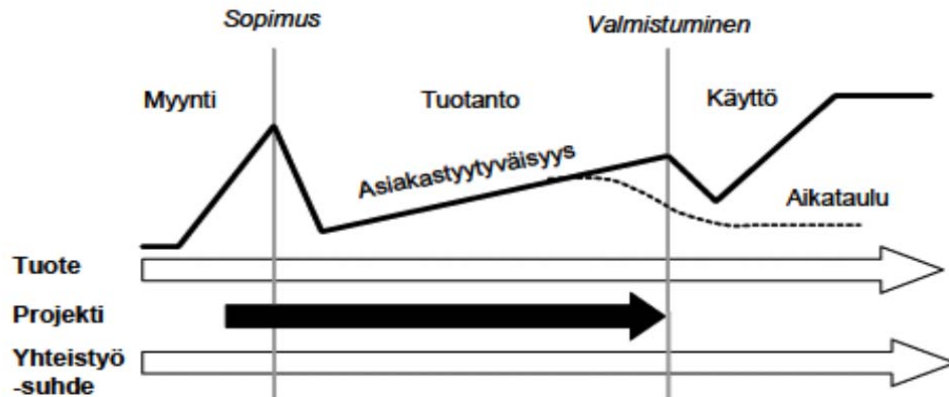 Sopimus
Valmistuminen
Myynti
Tuotanto
Käyttö
Asiakastyytyväisyys
Aikataulu
Tuote
Projekti
Yhteistyö
-suhde